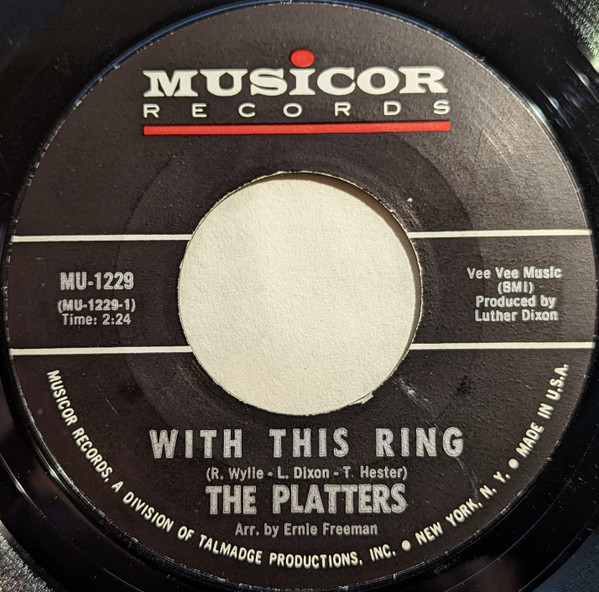 MUSICOR
RECORDS
MU-1229
(MU-1229-1)
Time: 2:24
Vee Vee Music
(BMI)
Produced by
Luther Dixon
WITH THIS RING
(R. Wylie - L. Dixon - T. Hester)
THE PLATTERS
Arr. by Ernie Freeman
MUSICOR RECORDS, A DIVISION OF TALMADGE PRODUCTIONS, INC. ● NEW YORK, N. Y. ● MADE IN U.S.A.